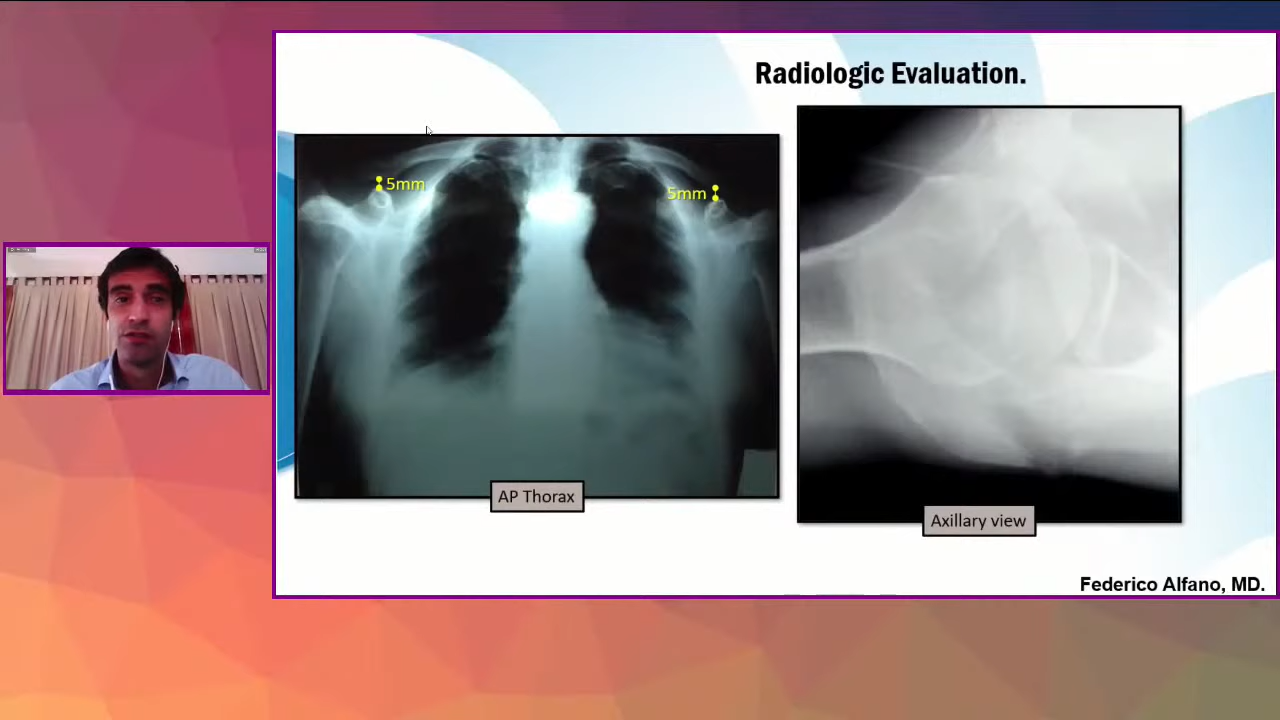 Radiologic Evaluation.
5mm
5mm
AP Thorax
Axillary view
Federico Alfano, MD.